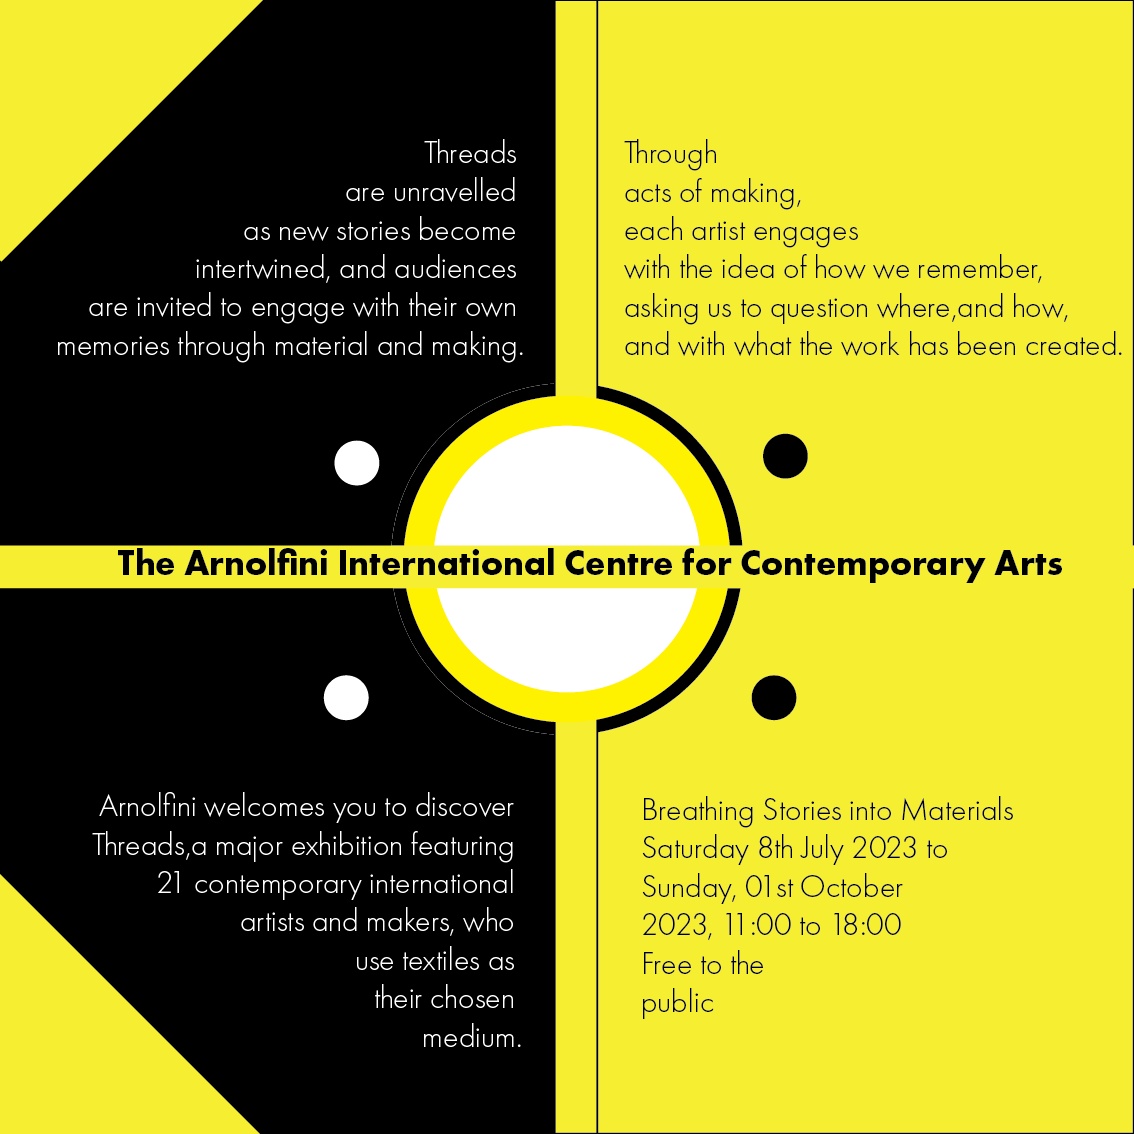 Threads
are unravelled
as new stories become
intertwined, and audiences
are invited to engage with their own
memories through material and making.
Through
acts of making,
each artist engages
with the idea of how we remember,
asking us to question where,and how,
and with what the work has been created.
The Arnolfini International Centre for Contemporary Arts
Arnolfini welcomes you to discover
Threads,a major exhibition featuring
21 contemporary international
artists and makers, who
use textiles as
their chosen
medium.
Breathing Stories into Materials
Saturday 8th July 2023 to
Sunday, 01st October
2023, 11:00 to 18:00
Free to the
public